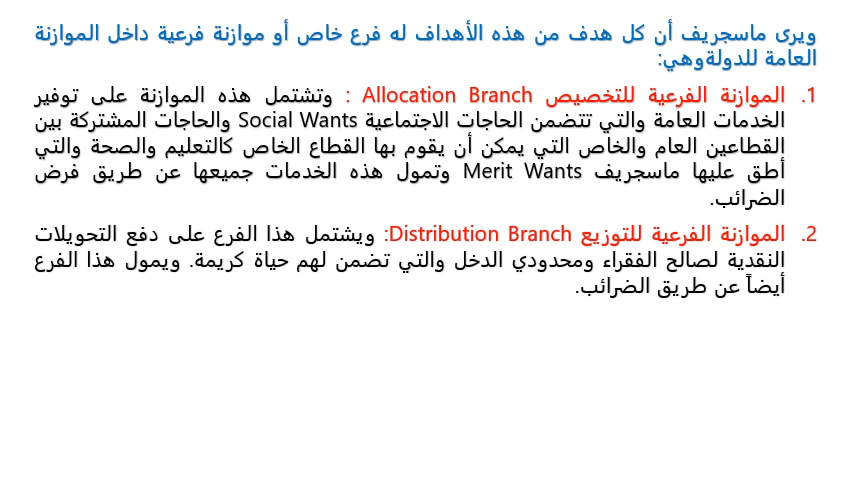 ويرى ماسجريف أن كل هدف من هذه الأهداف له فرع خاص أو موازنة فرعية داخل الموازنة
العامة للدولةوهي:
1. الموازنة الفرعية للتخصيص Allocation Branch : وتشتمل هذه الموازنة على توفير
الخدمات العامة والتي تتضمن الحاجات الاجتماعية Social Wants والحاجات المشتركة بين
القطاعين العام والخاص التي يمكن أن يقوم بها القطاع الخاص كالتعليم والصحة والتي
أطق عليها ماسجريف Merit Wants وتمول هذه الخدمات جميعها عن طريق فرض
الضرائب.
2. الموازنة الفرعية للتوزيع Distribution Branch: ويشتمل هذا الفرع على دفع التحويلات
النقدية لصالح الفقراء ومحدودي الدخل والتي تضمن لهم حياة كريمة. ويمول هذا الفرع
أيضاً عن طريق الضرائب.